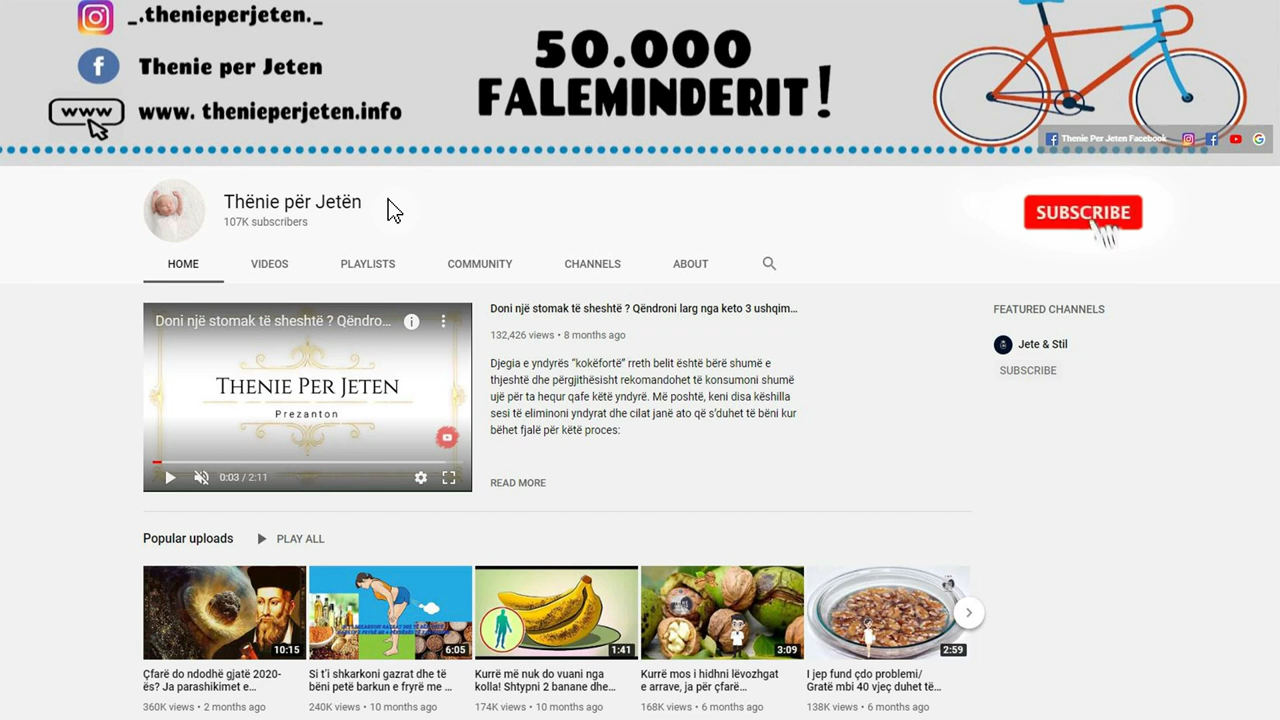 _.thenieperjeten._
Thenie per Jeten
www
www. thenieperjeten.info
50.000
FALEMINDERIT!
Thenie Per Jeten Facebook
Thënie për Jetën
107K subscribers
SUBSCRIBE
HOME VIDEOS PLAYLISTS COMMUNITY CHANNELS ABOUT
Doni një stomak të sheshtë ? Qëndro...
THENIE PER JETEN
Prezanton
0:03 / 2:11
Doni një stomak të sheshtë ? Qëndroni larg nga keto 3 ushqim...
132,426 views • 8 months ago
Djegia e yndyrës “kokëfortë” rreth belit është bërë shumë e
thjeshtë dhe përgjithësisht rekomandohet të konsumoni shumë
ujë për ta hequr qafe këtë yndyrë. Më poshtë, keni disa këshilla
sesi të eliminoni yndyrat dhe cilat janë ato që s’duhet të bëni kur
bëhet fjalë për këtë proces:
READ MORE
FEATURED CHANNELS
Jete & Stil
SUBSCRIBE
Popular uploads PLAY ALL
10:15
6:05
1:41
3:09
2:59
Çfarë do ndodhë gjatë 2020-
ës? Ja parashikimet e...
360K views • 2 months ago
Si t’i shkarkoni gazrat dhe të
bëni petë barkun e fryrë me ...
240K views • 10 months ago
Kurrë më nuk do vuani nga
kolla! Shtypni 2 banane dhe...
174K views • 10 months ago
Kurrë mos i hidhni lëvozhgat
e arrave, ja për çfarë...
168K views • 6 months ago
I jep fund çdo problemi/
Gratë mbi 40 vjeç duhet të...
138K views • 6 months ago